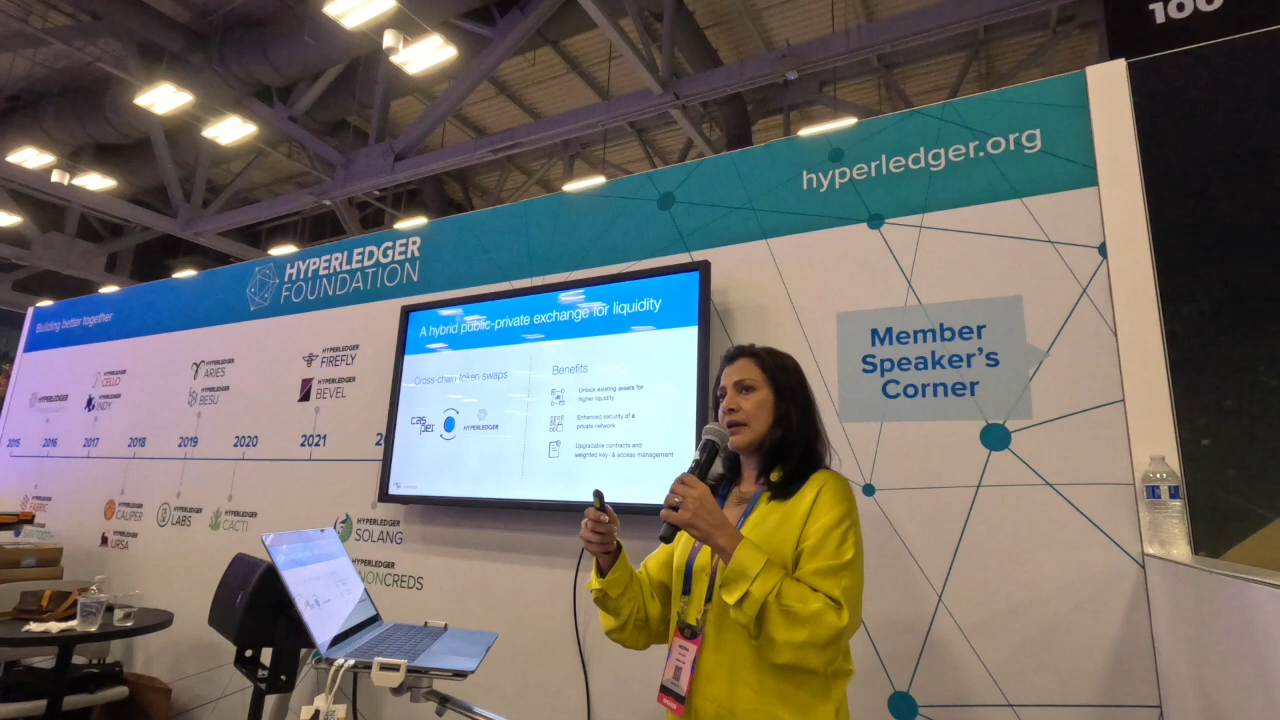 100
hyperledger.org
HYPERLEDGER
FOUNDATION
Building better together
HYPERLEDGER
CELLO
HYPERLEDGER
INDY
HYPERLEDGER
ARIES
HYPERLEDGER
BESU
HYPERLEDGER
FIREFLY
HYPERLEDGER
BEVEL
2015
2016
2017
2018
2019
2020
2021
HYPERLEDGER
FABRIC
HYPERLEDGER
CALIPER
HYPERLEDGER
URSA
HYPERLEDGER
LABS
HYPERLEDGER
CACTI
HYPERLEDGER
SOLANG
HYPERLEDGER
NONCREDS
A hybrid public-private exchange for liquidity
Cross-chain token swaps
casper
HYPERLEDGER
Benefits
Unlock existing assets for
higher liquidity
Enhanced security of a
private network
Upgradable contracts and
weighted key- & access management
Member
Speaker's
Corner